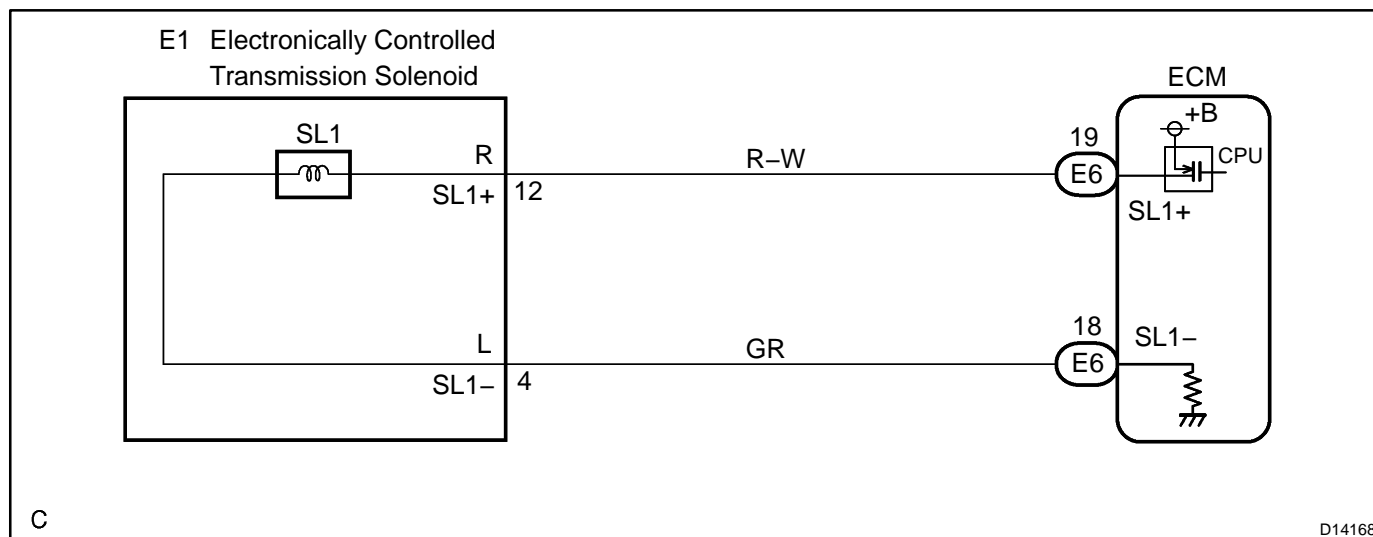 E1 Electronically Controlled
Transmission Solenoid
ECM
SL1
+B
R
R−W
19
CPU
E6
SL1+
12
SL1+
L
GR
18
SL1−
E6
SL1−
4
C
D14168